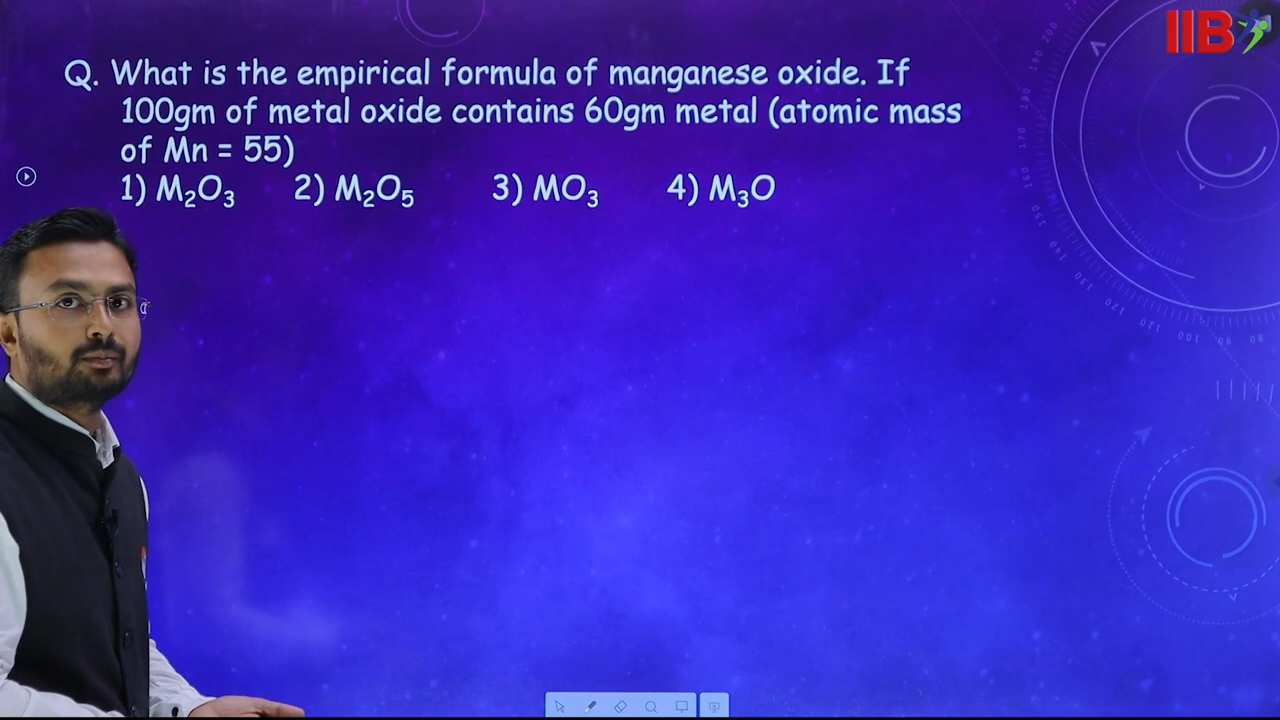 IIB
Q. What is the empirical formula of manganese oxide. If
100gm of metal oxide contains 60gm metal (atomic mass
of Mn = 55)
1) M₂O₃ 2) M₂O₅ 3) MO₃ 4) M₃O